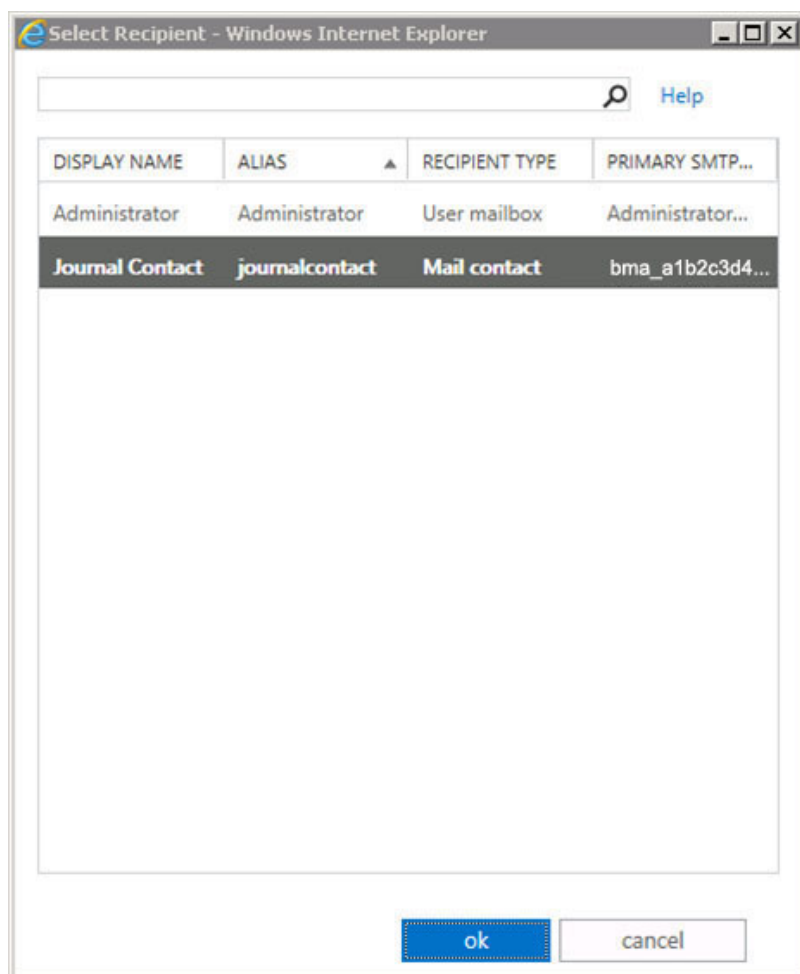 Select Recipient - Windows Internet Explorer
Help
DISPLAY NAME ALIAS RECIPIENT TYPE PRIMARY SMTP...
Administrator Administrator User mailbox Administrator...
Journal Contact journalcontact Mail contact bma_a1b2c3d4...
ok cancel